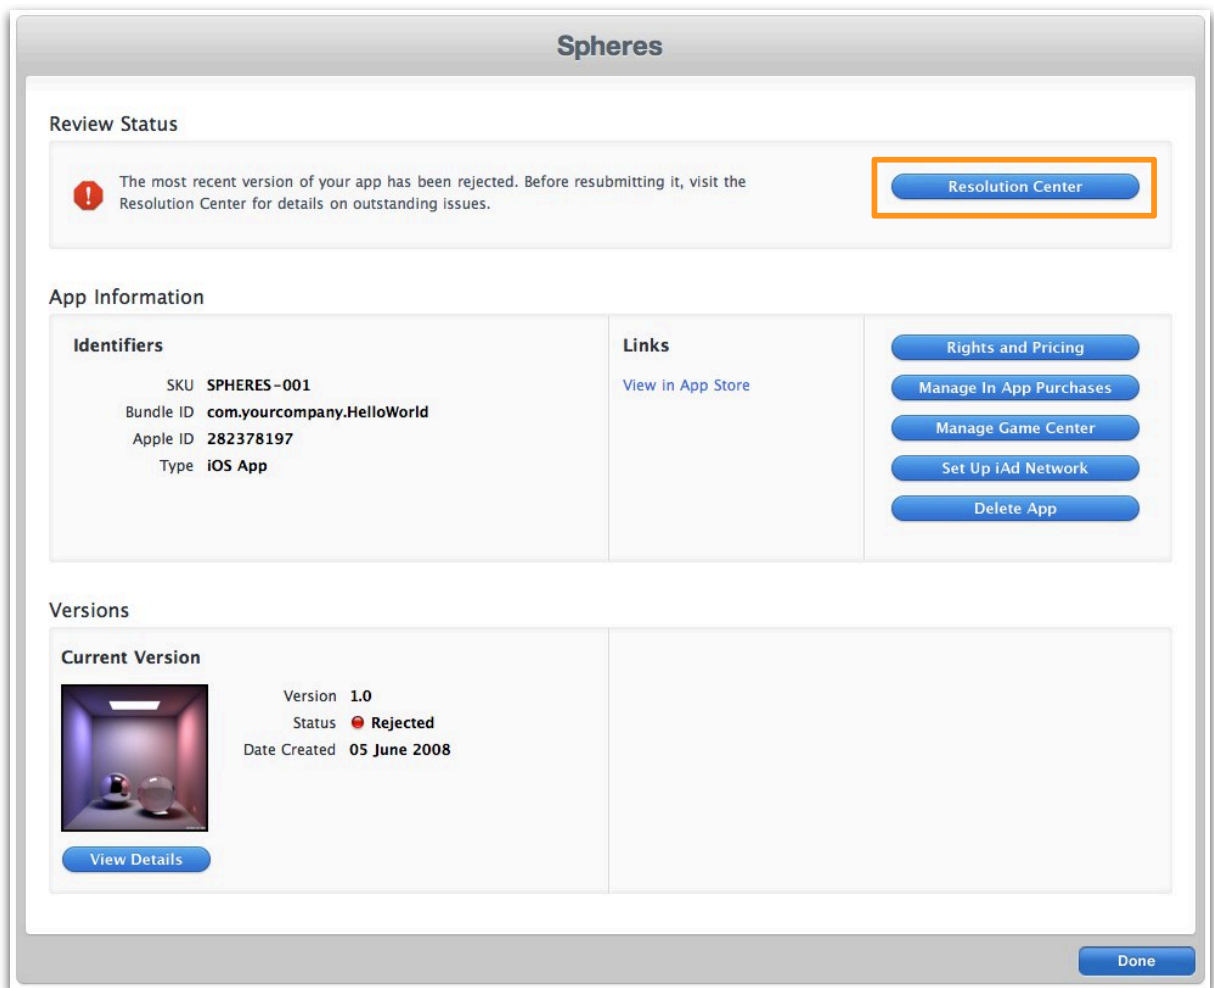 Spheres
Review Status
The most recent version of your app has been rejected. Before resubmitting it, visit the
Resolution Center for details on outstanding issues.
Resolution Center
App Information
Identifiers
SKU SPHERES-001
Bundle ID com.yourcompany.HelloWorld
Apple ID 282378197
Type iOS App
Links
View in App Store
Rights and Pricing
Manage In App Purchases
Manage Game Center
Set Up iAd Network
Delete App
Versions
Current Version
Version 1.0
Status Rejected
Date Created 05 June 2008
View Details
Done